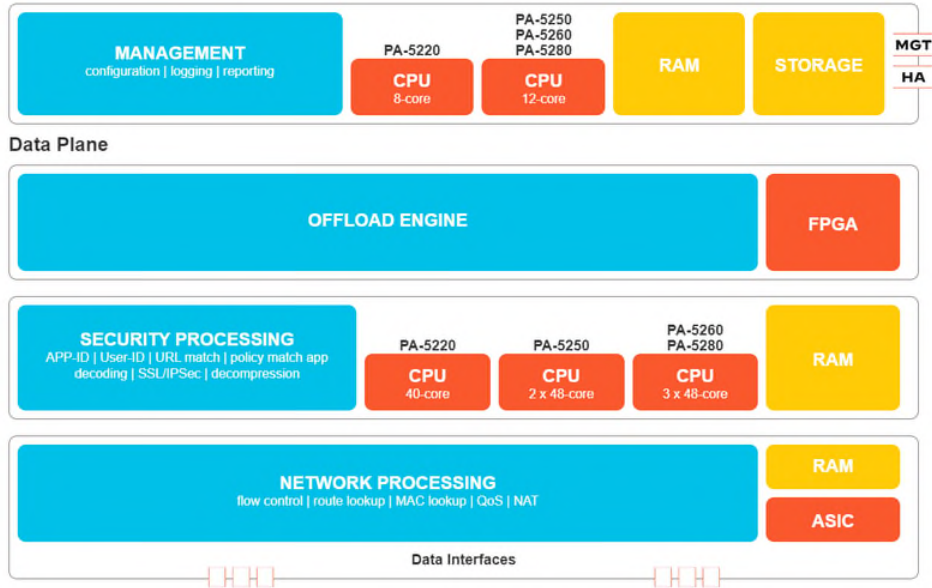 MANAGEMENT
configuration | logging | reporting
PA-5220
CPU
8-core
PA-5250
PA-5260
PA-5280
CPU
12-core
RAM
STORAGE
MGT
HA
Data Plane
OFFLOAD ENGINE
FPGA
SECURITY PROCESSING
APP-ID | User-ID | URL match | policy match app
decoding | SSL/IPSec | decompression
PA-5220
CPU
40-core
PA-5250
CPU
2 x 48-core
PA-5260
PA-5280
CPU
3 x 48-core
RAM
NETWORK PROCESSING
flow control | route lookup | MAC lookup | QoS | NAT
RAM
ASIC
Data Interfaces